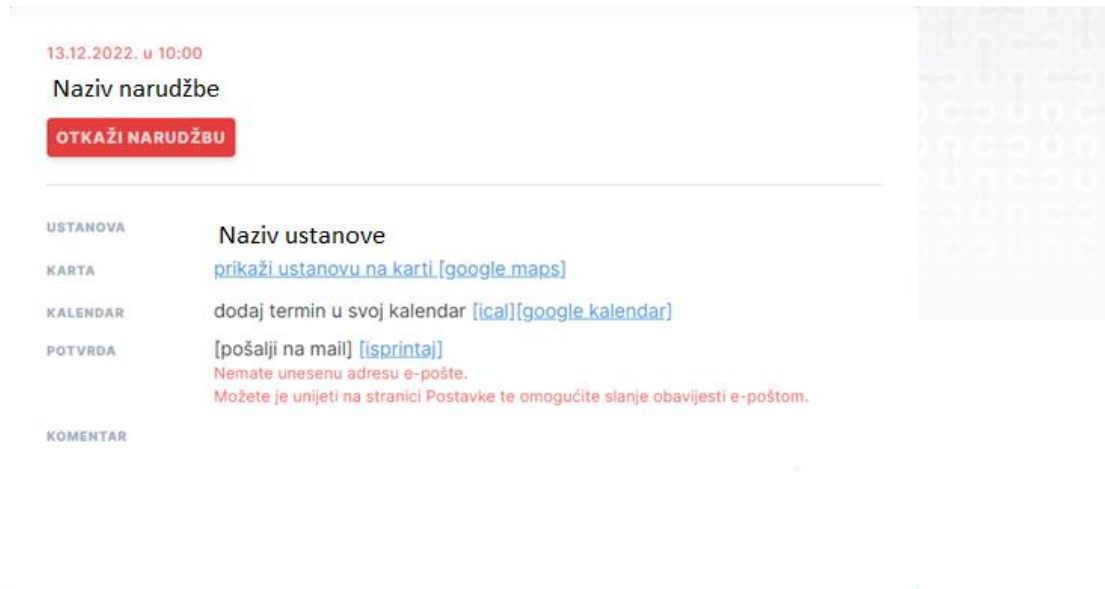 13.12.2022. u 10:00
Naziv narudžbe
OTKAŽI NARUDŽBU
USTANOVA Naziv ustanove
KARTA prikaži ustanovu na karti [google maps]
KALENDAR dodaj termin u svoj kalendar [ical][google kalendar]
POTVRDA [pošalji na mail] [isprintaj]
Nemate unesenu adresu e-pošte.
Možete je unijeti na stranici Postavke te omogućite slanje obavijesti e-poštom.
KOMENTAR